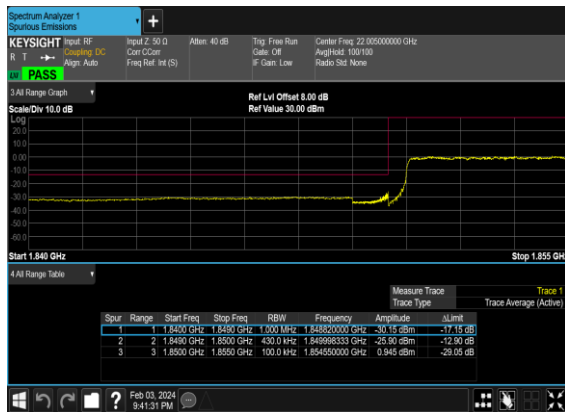 Spectrum Analyzer 1
Spurious Emissions
KEYSIGHT Input: RF Input Z: 50 Ω Atten: 40 dB Trig: Free Run Center Freq: 22.005000000 GHz
R T Coupling: DC Corr CCorr Gate: Off Avg|Hold: 100/100
Align: Auto Freq Ref: Int (S) IF Gain: Low Radio Std: None
LW PASS
3 All Range Graph
Ref Lvl Offset 8.00 dB
Scale/Div 10.0 dB Ref Value 30.00 dBm
Log
20.0
10.0
0.00
-10.0
-20.0
-30.0
-40.0
-50.0
-60.0
Start 1.840 GHz Stop 1.855 GH
4 All Range Table
Measure Trace Trace 1
Trace Type Trace Average (Active)
Spur Range Start Freq Stop Freq RBW Frequency Amplitude ΔLimit
1 1 1.8400 GHz 1.8490 GHz 1.000 MHz 1.848820000 GHz -30.15 dBm -17.15 dB
2 2 1.8490 GHz 1.8500 GHz 430.0 kHz 1.849998333 GHz -25.90 dBm -12.90 dB
3 3 1.8500 GHz 1.8550 GHz 100.0 kHz 1.854550000 GHz 0.945 dBm -29.05 dB
? Feb 03, 2024
9:41:31 PM